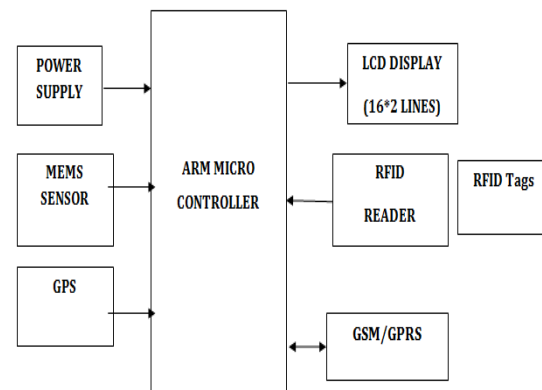 POWER
SUPPLY
MEMS
SENSOR
GPS
ARM MICRO
CONTROLLER
LCD DISPLAY
(16*2 LINES)
RFID
READER
RFID Tags
GSM/GPRS